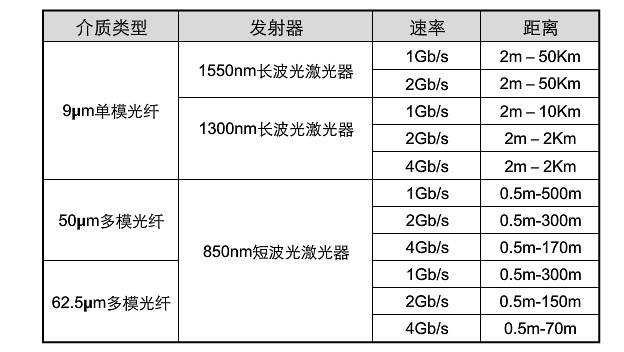 介质类型 发射器 速率 距离
9µm单模光纤 1550nm长波光激光器 1Gb/s 2m – 50Km
2Gb/s 2m – 50Km
1300nm长波光激光器 1Gb/s 2m – 10Km
2Gb/s 2m – 2Km
4Gb/s 2m – 2Km
50µm多模光纤 850nm短波光激光器 1Gb/s 0.5m-500m
2Gb/s 0.5m-300m
4Gb/s 0.5m-170m
62.5µm多模光纤 1Gb/s 0.5m-300m
2Gb/s 0.5m-150m
4Gb/s 0.5m-70m